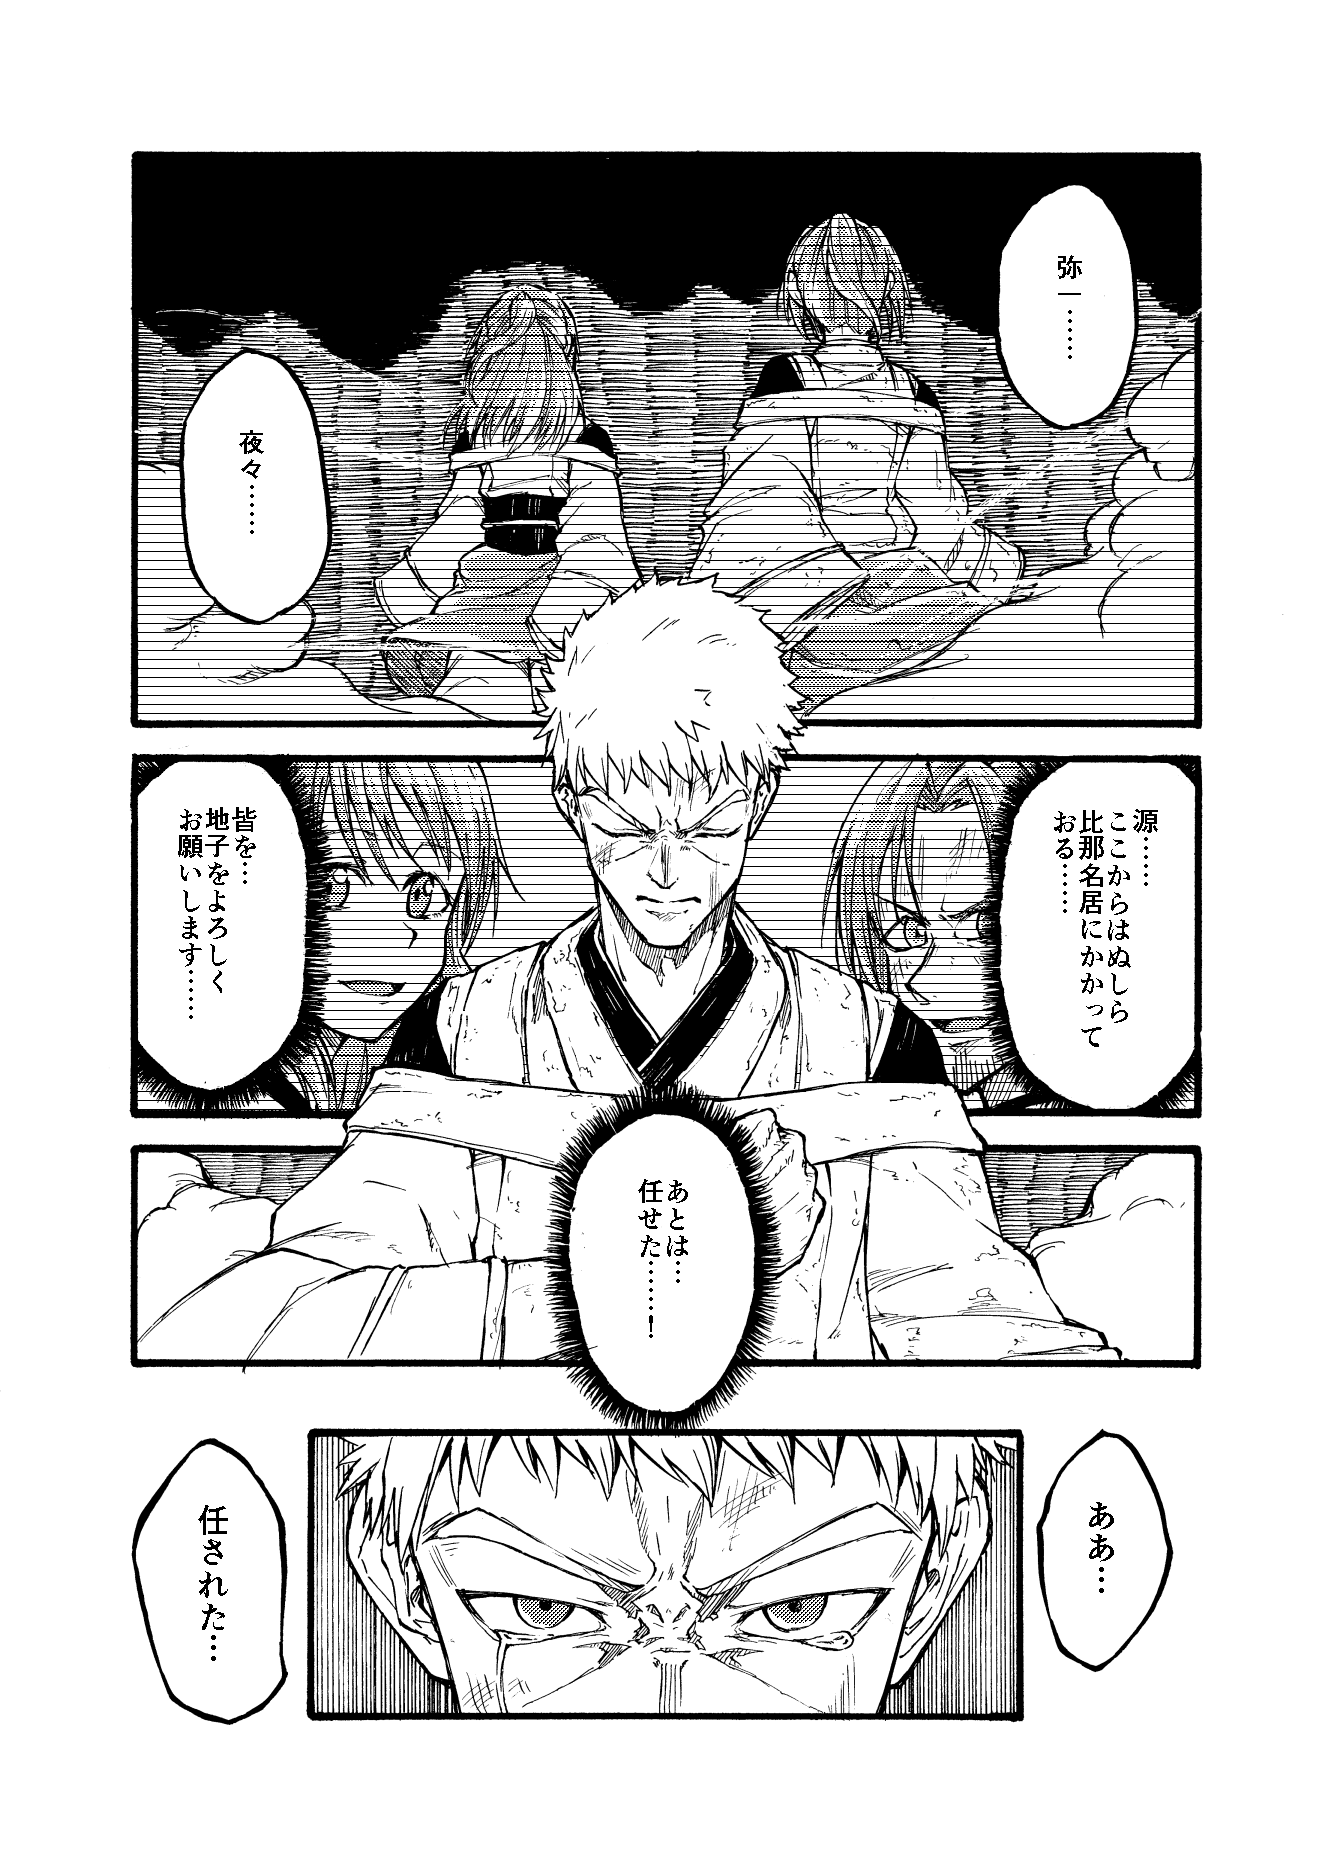 弥一……
夜々……
源……
ここからはぬしら
比那名居にかかって
おる……
皆を…
地子をよろしく
お願いします……
あとは…
任せた………！
ああ…
任された…